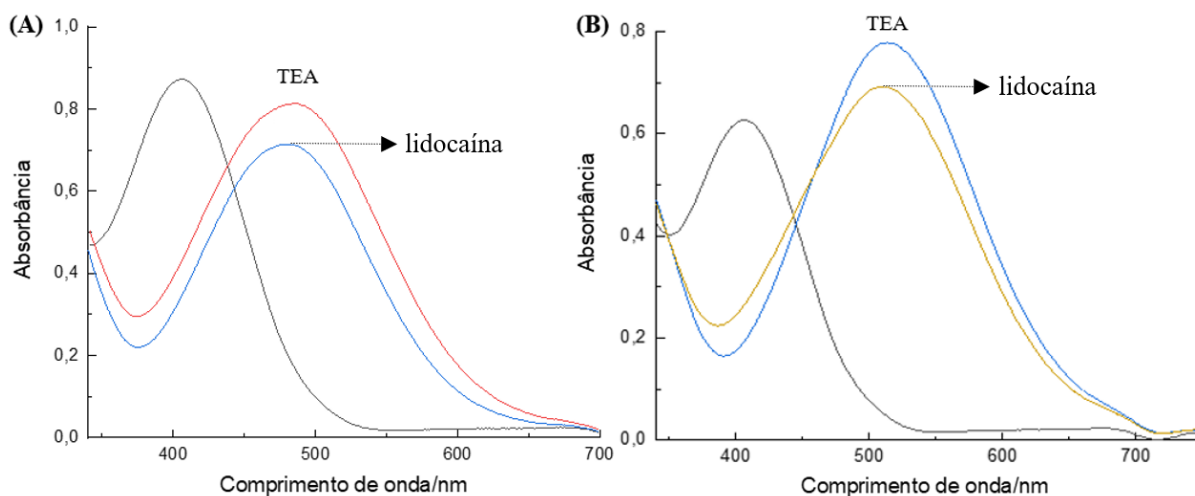 (A)
1,0
0,8
0,6
0,4
0,2
0,0
Absorbância
TEA
lidocaína
400
500
600
700
Comprimento de onda/nm
(B)
0,8
0,6
0,4
0,2
0,0
Absorbância
TEA
lidocaína
400
500
600
700
Comprimento de onda/nm